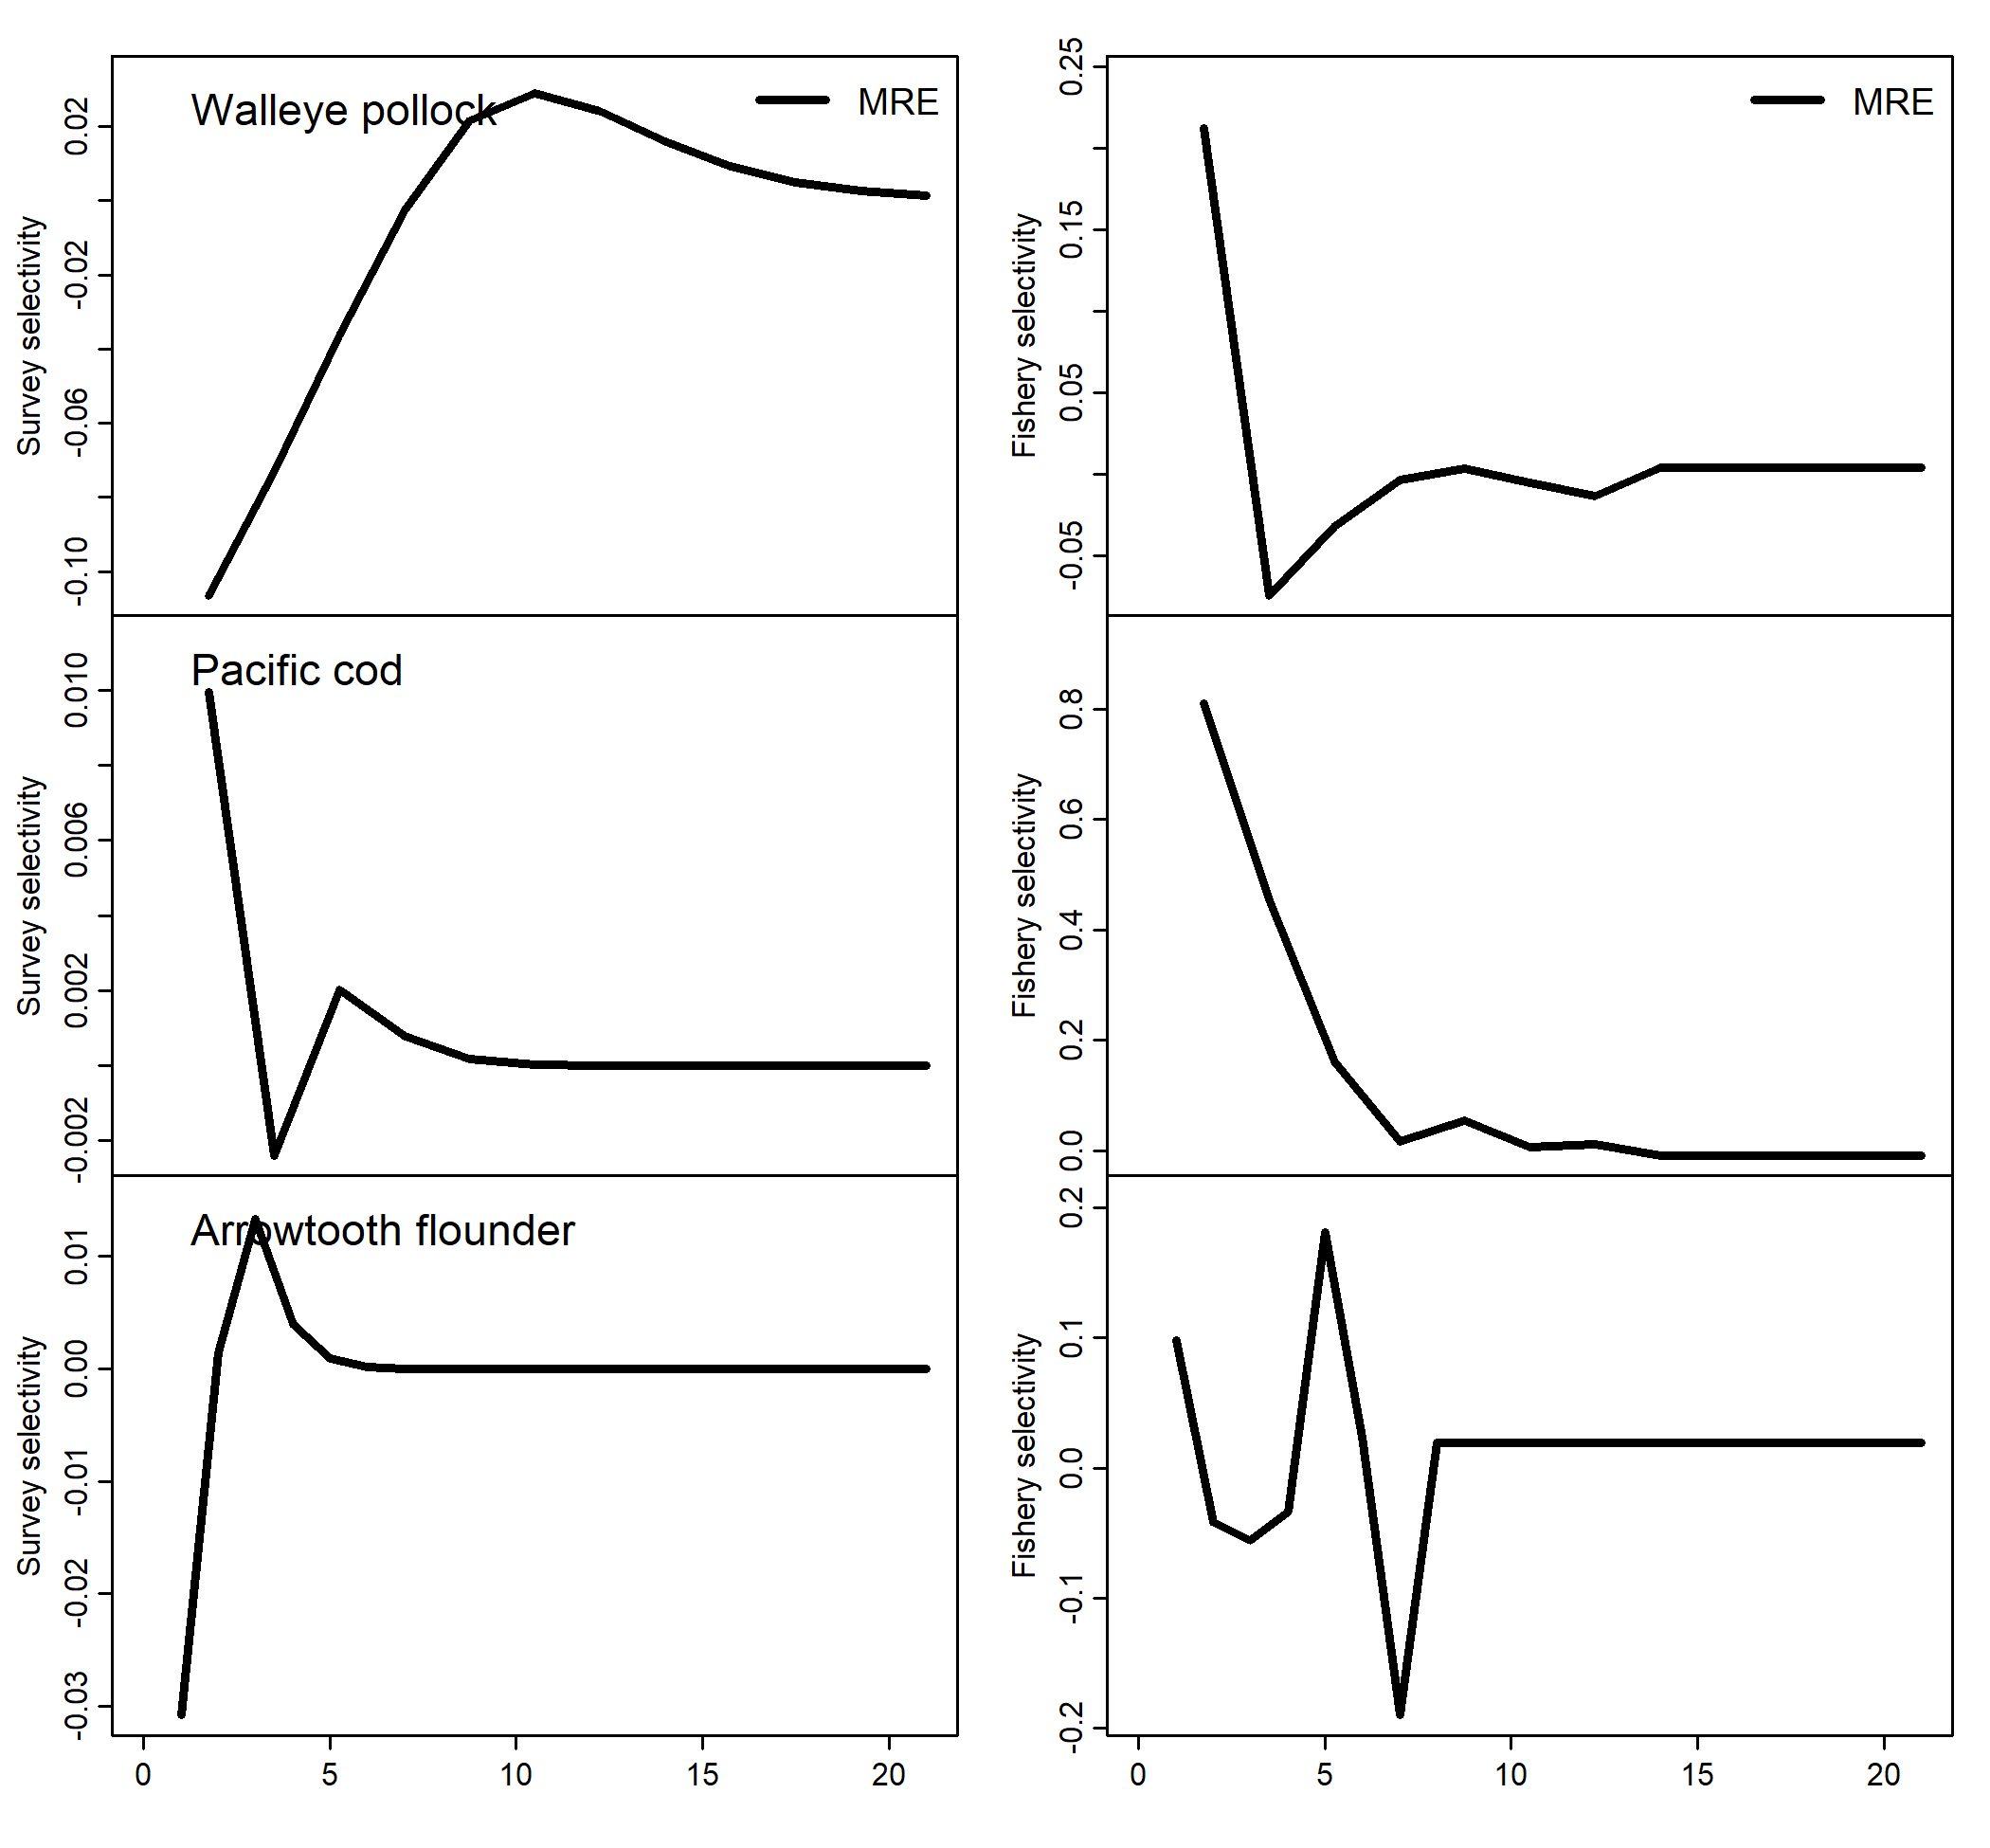 Walleye pollock
MRE
Survey selectivity
0.02
-0.02
-0.06
-0.10
MRE
Fishery selectivity
0.25
0.15
0.05
-0.05
Pacific cod
Survey selectivity
0.010
0.006
0.002
-0.002
Fishery selectivity
0.8
0.6
0.4
0.2
0.0
Arrowtooth flounder
Survey selectivity
0.01
0.00
-0.01
-0.02
-0.03
0 5 10 15 20
Fishery selectivity
0.2
0.1
0.0
-0.1
-0.2
0 5 10 15 20